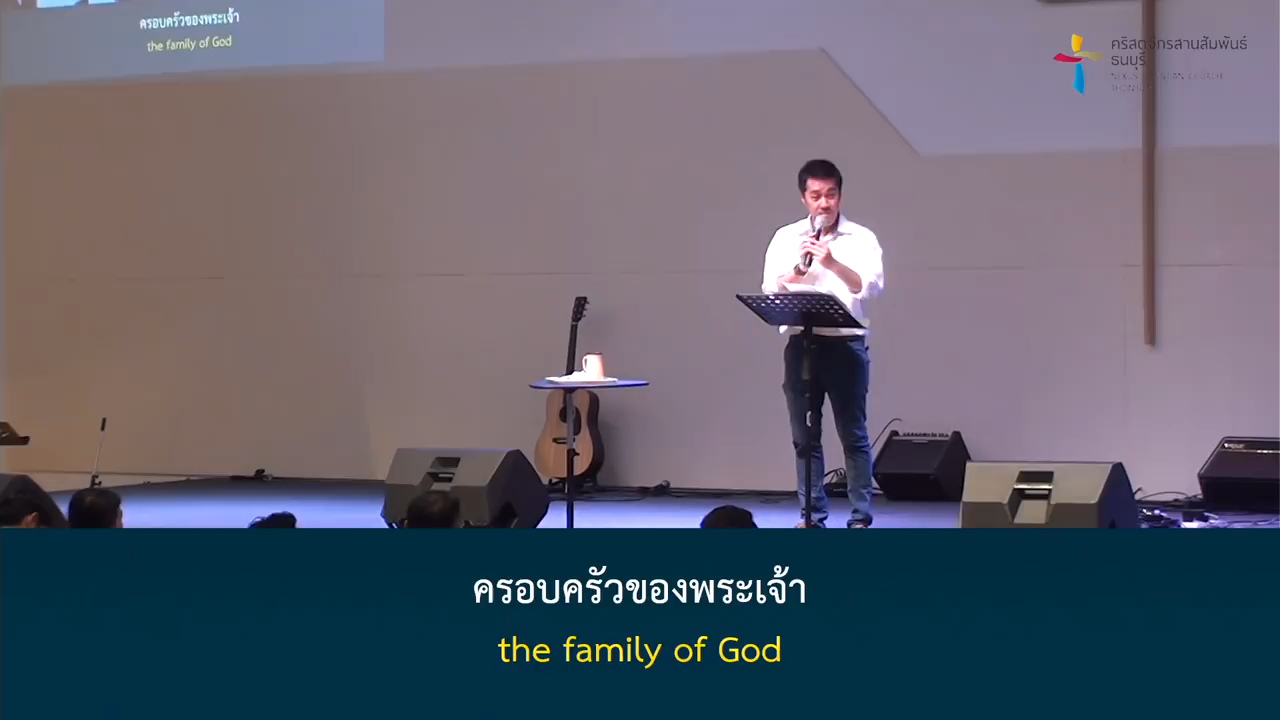 ครอบครัวของพระเจ้า
the family of God
คริสตจักรสานสัมพันธ์
ธนบุรี
ครอบครัวของพระเจ้า
the family of God